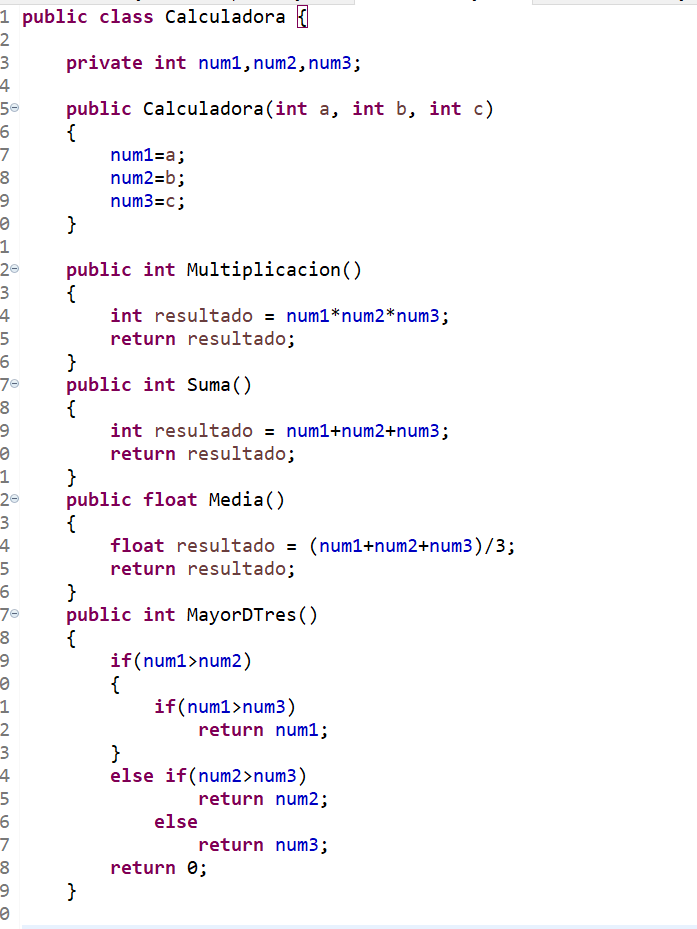 1 public class Calculadora {
2
3 private int num1,num2,num3;
4
5 public Calculadora(int a, int b, int c)
6 {
7 num1=a;
8 num2=b;
9 num3=c;
0 }
1
2 public int Multiplicacion()
3 {
4 int resultado = num1*num2*num3;
5 return resultado;
6 }
7 public int Suma()
8 {
9 int resultado = num1+num2+num3;
0 return resultado;
1 }
2 public float Media()
3 {
4 float resultado = (num1+num2+num3)/3;
5 return resultado;
6 }
7 public int MayorDTres()
8 {
9 if(num1>num2)
0 {
1 if(num1>num3)
2 return num1;
3 }
4 else if(num2>num3)
5 return num2;
6 else
7 return num3;
8 return 0;
9 }
0